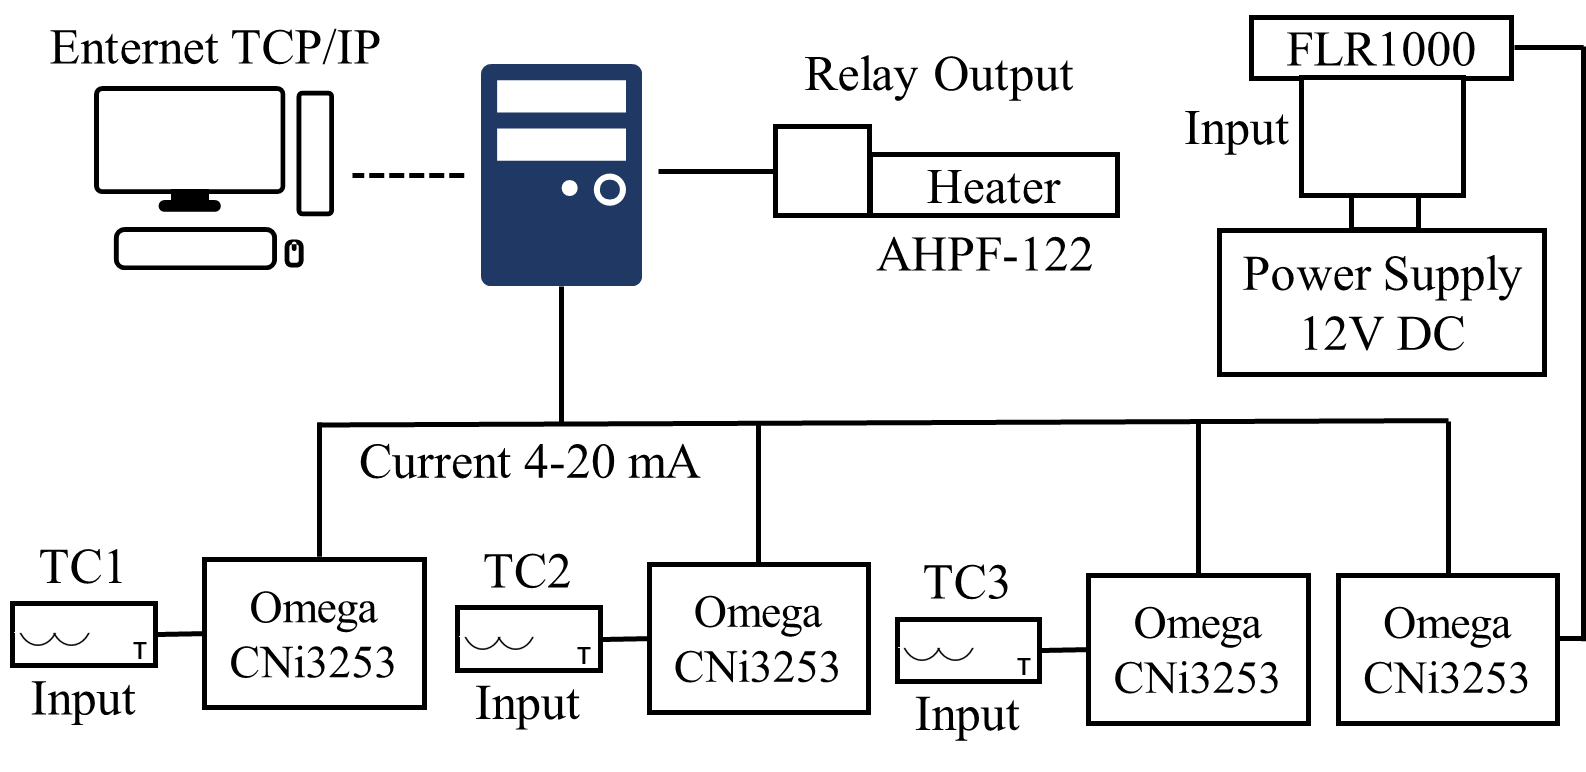 Enternet TCP/IP
Relay Output
Heater
AHPF-122
FLR1000
Input
Power Supply
12V DC
Current 4-20 mA
TC1
T
Input
Omega
CNi3253
TC2
T
Input
Omega
CNi3253
TC3
T
Input
Omega
CNi3253
Omega
CNi3253